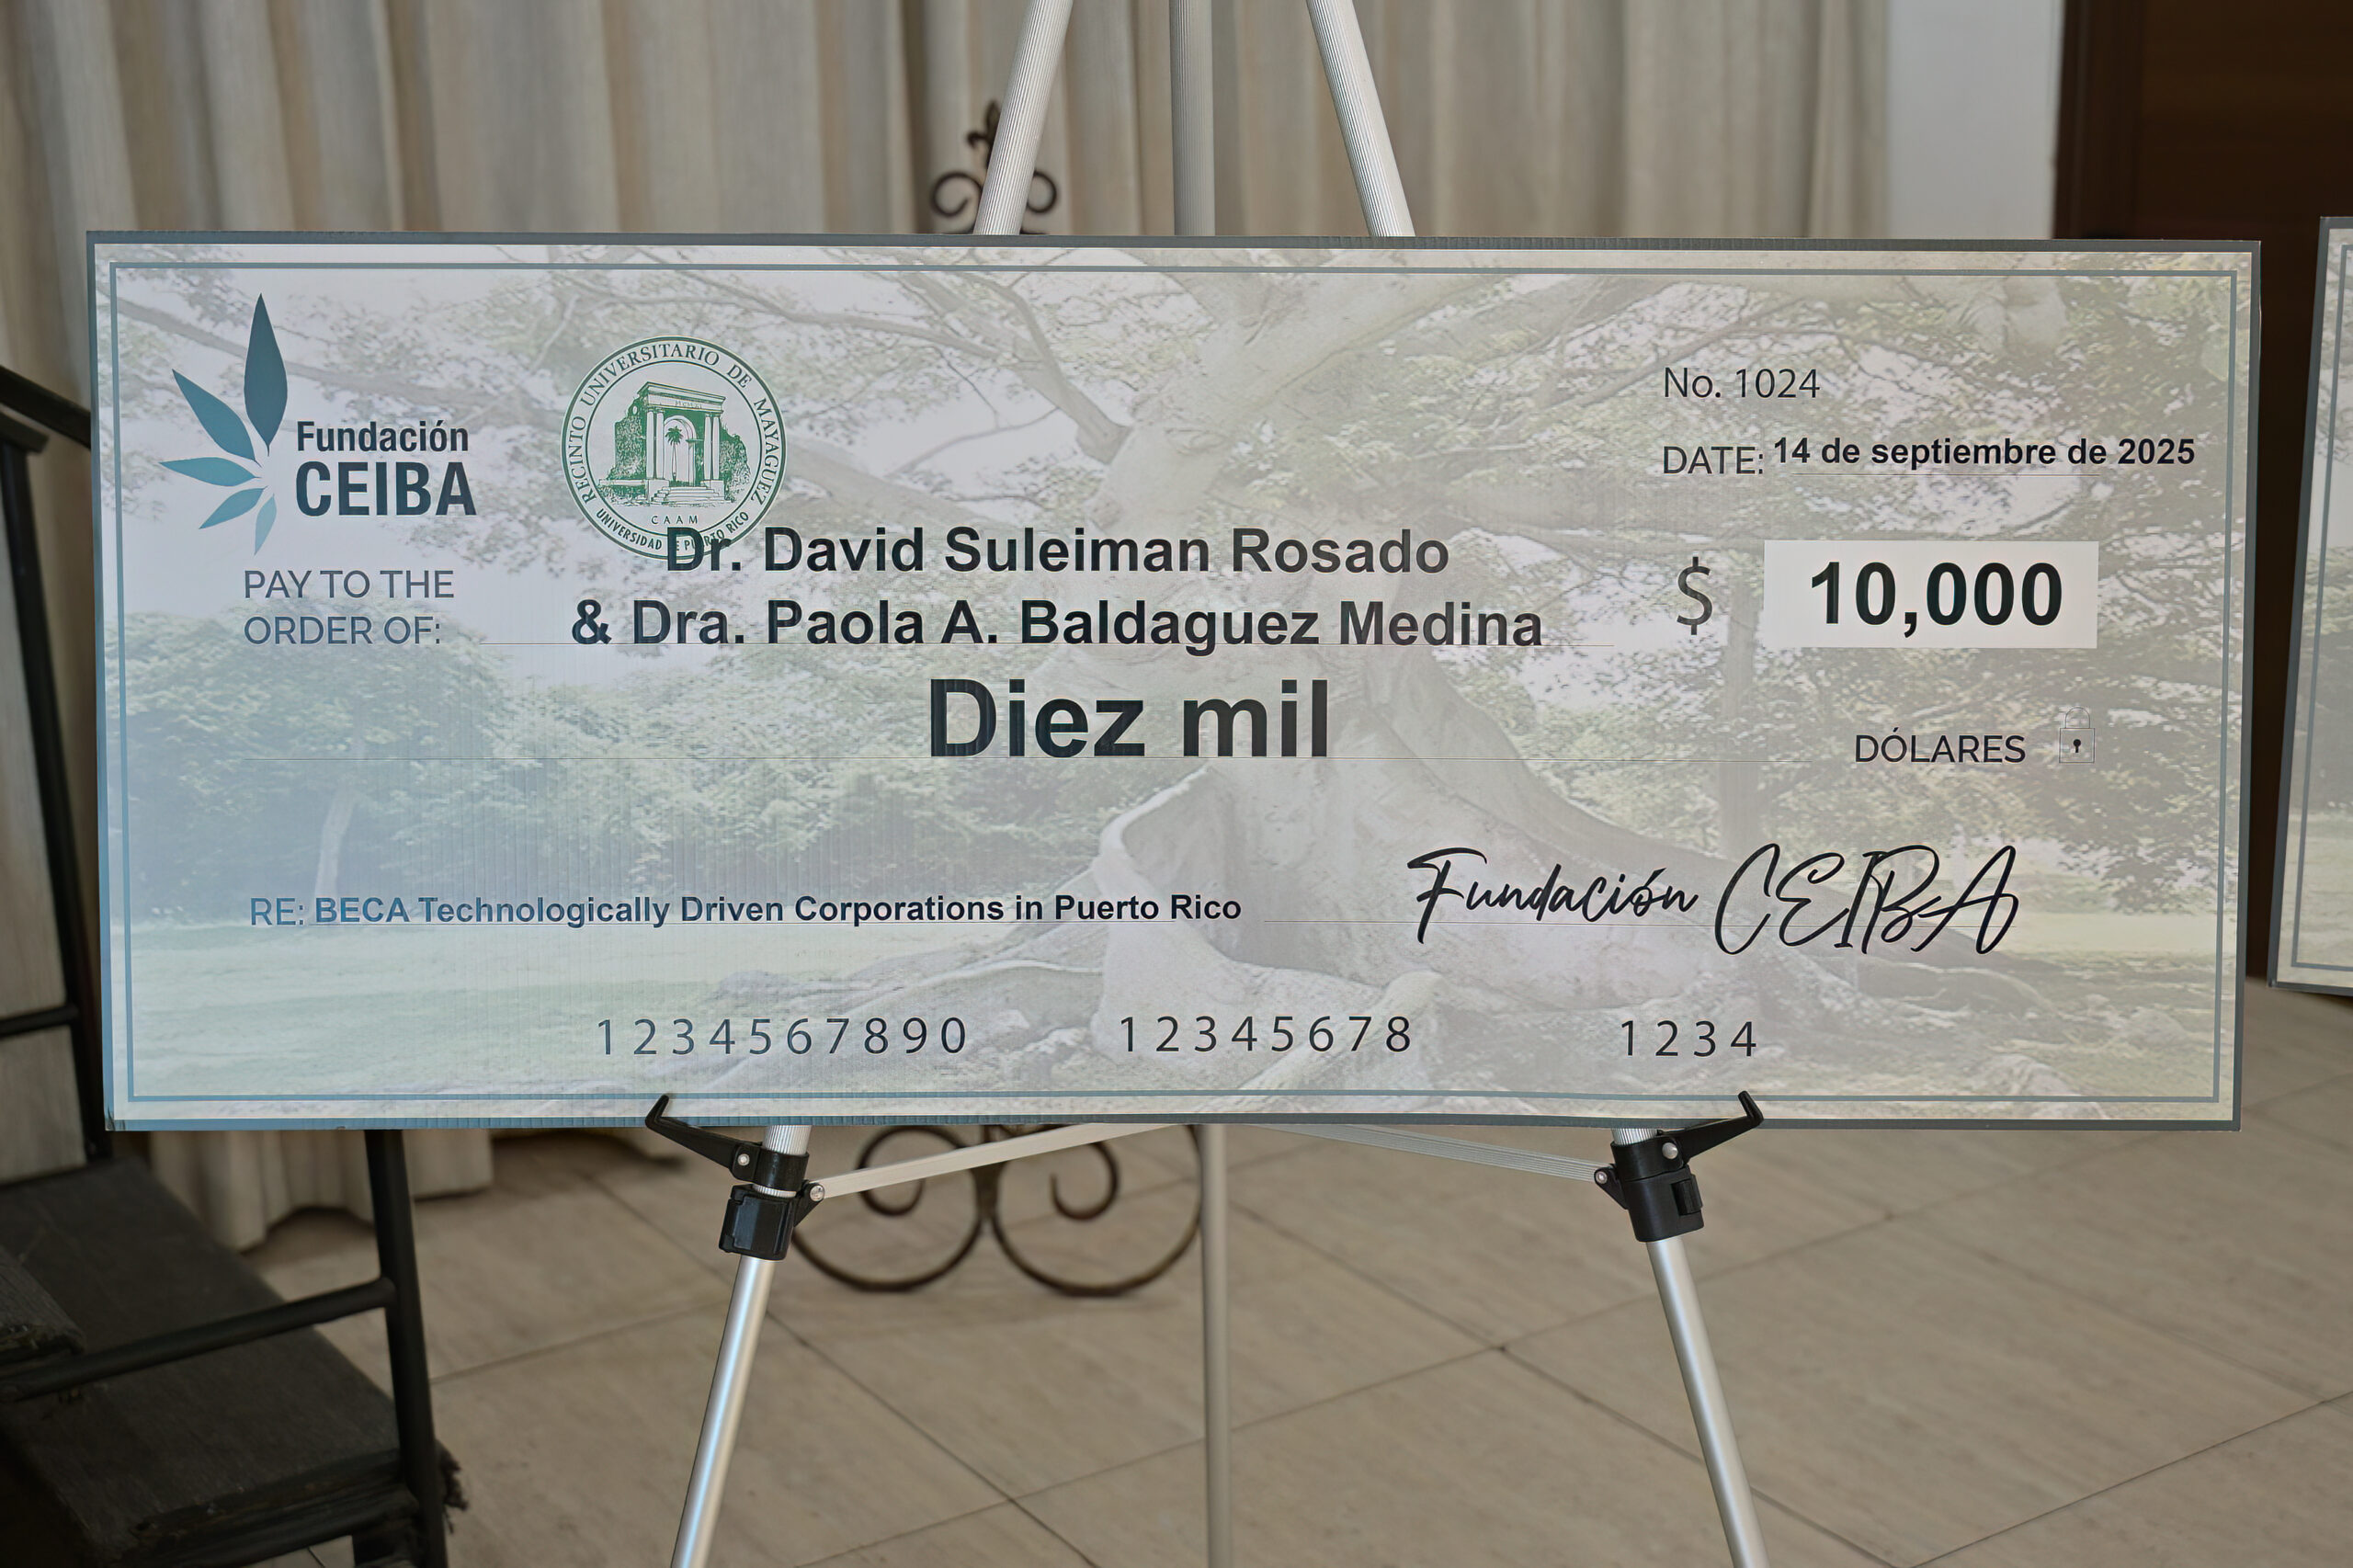 Fundación
CEIBA
RECINTO UNIVERSITARIO DE MAYAGUEZ
CAAM
UNIVERSIDAD DE PUERTO RICO
No. 1024
DATE: 14 de septiembre de 2025
PAY TO THE
ORDER OF:
Dr. David Suleiman Rosado
& Dra. Paola A. Baldaguez Medina
$ 10,000
Diez mil
DÓLARES
RE: BECA Technologically Driven Corporations in Puerto Rico
Fundación CEIBA
1234567890 12345678 1234